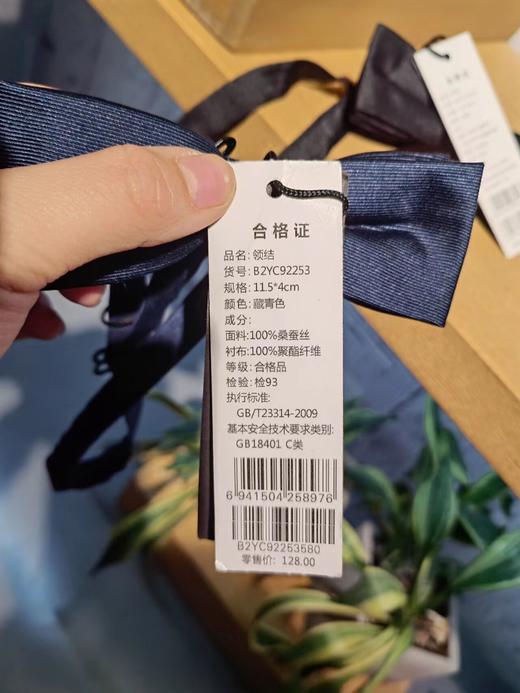 合格证
品名: 领结
货号: B2YC92253
规格: 11.5*4cm
颜色: 藏青色
成分:
面料:100%桑蚕丝
衬布:100%聚酯纤维
等级: 合格品
检验: 检93
执行标准:
GB/T23314-2009
基本安全技术要求类别:
GB18401 C类
6 941504 258976
B2YC92253580
零售价: 128.00
合格证